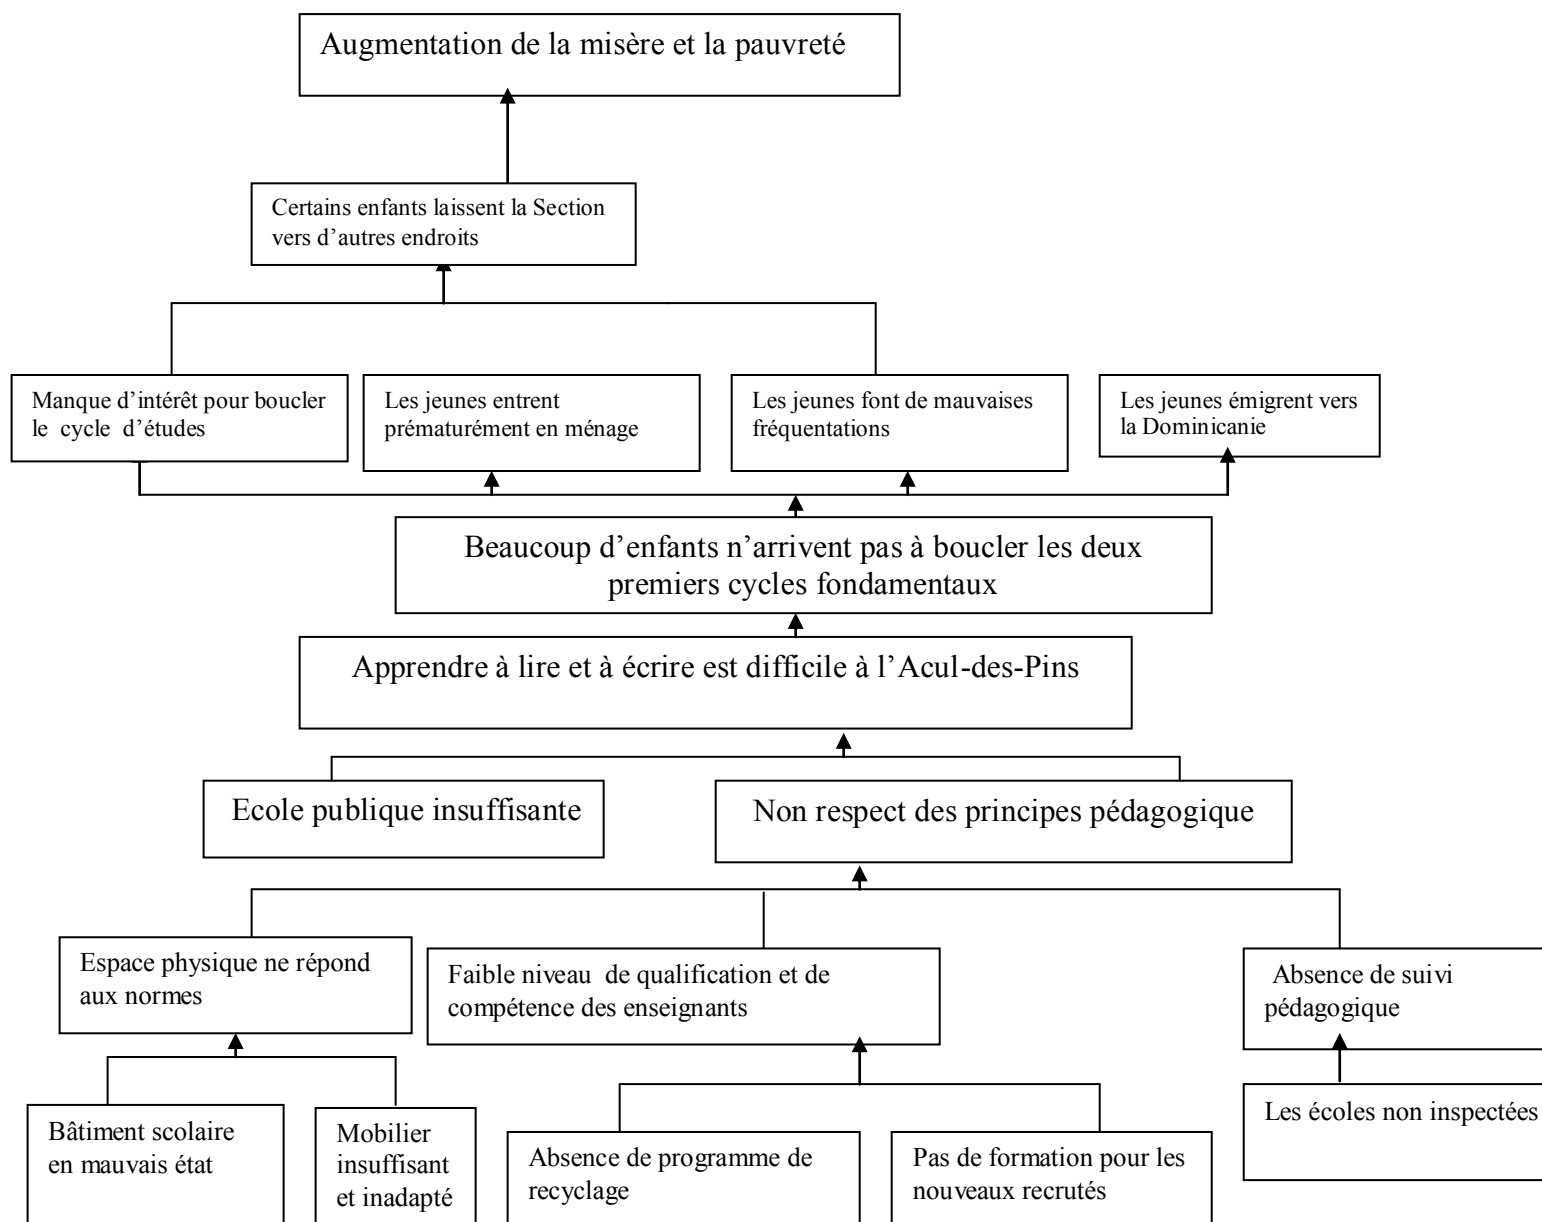 Augmentation de la misère et la pauvreté
Certains enfants laissent la Section
vers d’autres endroits
Manque d’intérêt pour boucler
le cycle d’études
Les jeunes entrent
prématurément en ménage
Les jeunes font de mauvaises
fréquentations
Les jeunes émigrent vers
la Dominicanie
Beaucoup d’enfants n’arrivent pas à boucler les deux
premiers cycles fondamentaux
Apprendre à lire et à écrire est difficile à l’Acul-des-Pins
Ecole publique insuffisante
Non respect des principes pédagogique
Espace physique ne répond
aux normes
Faible niveau de qualification et de
compétence des enseignants
Absence de suivi
pédagogique
Bâtiment scolaire
en mauvais état
Mobilier
insuffisant
et inadapté
Absence de programme de
recyclage
Pas de formation pour les
nouveaux recrutés
Les écoles non inspectées